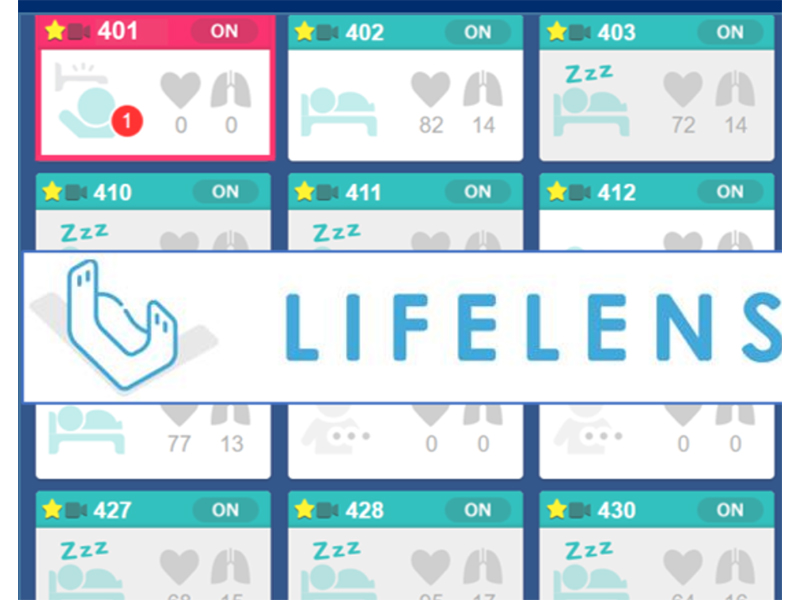 401 ON
402 ON
403 ON
1
0 0
82 14
zzz
72 14
410 ON
411 ON
412 ON
zzz
zzz
LIFELENS
77 13
0 0
0 0
427 ON
428 ON
430 ON
zzz
zzz
zzz